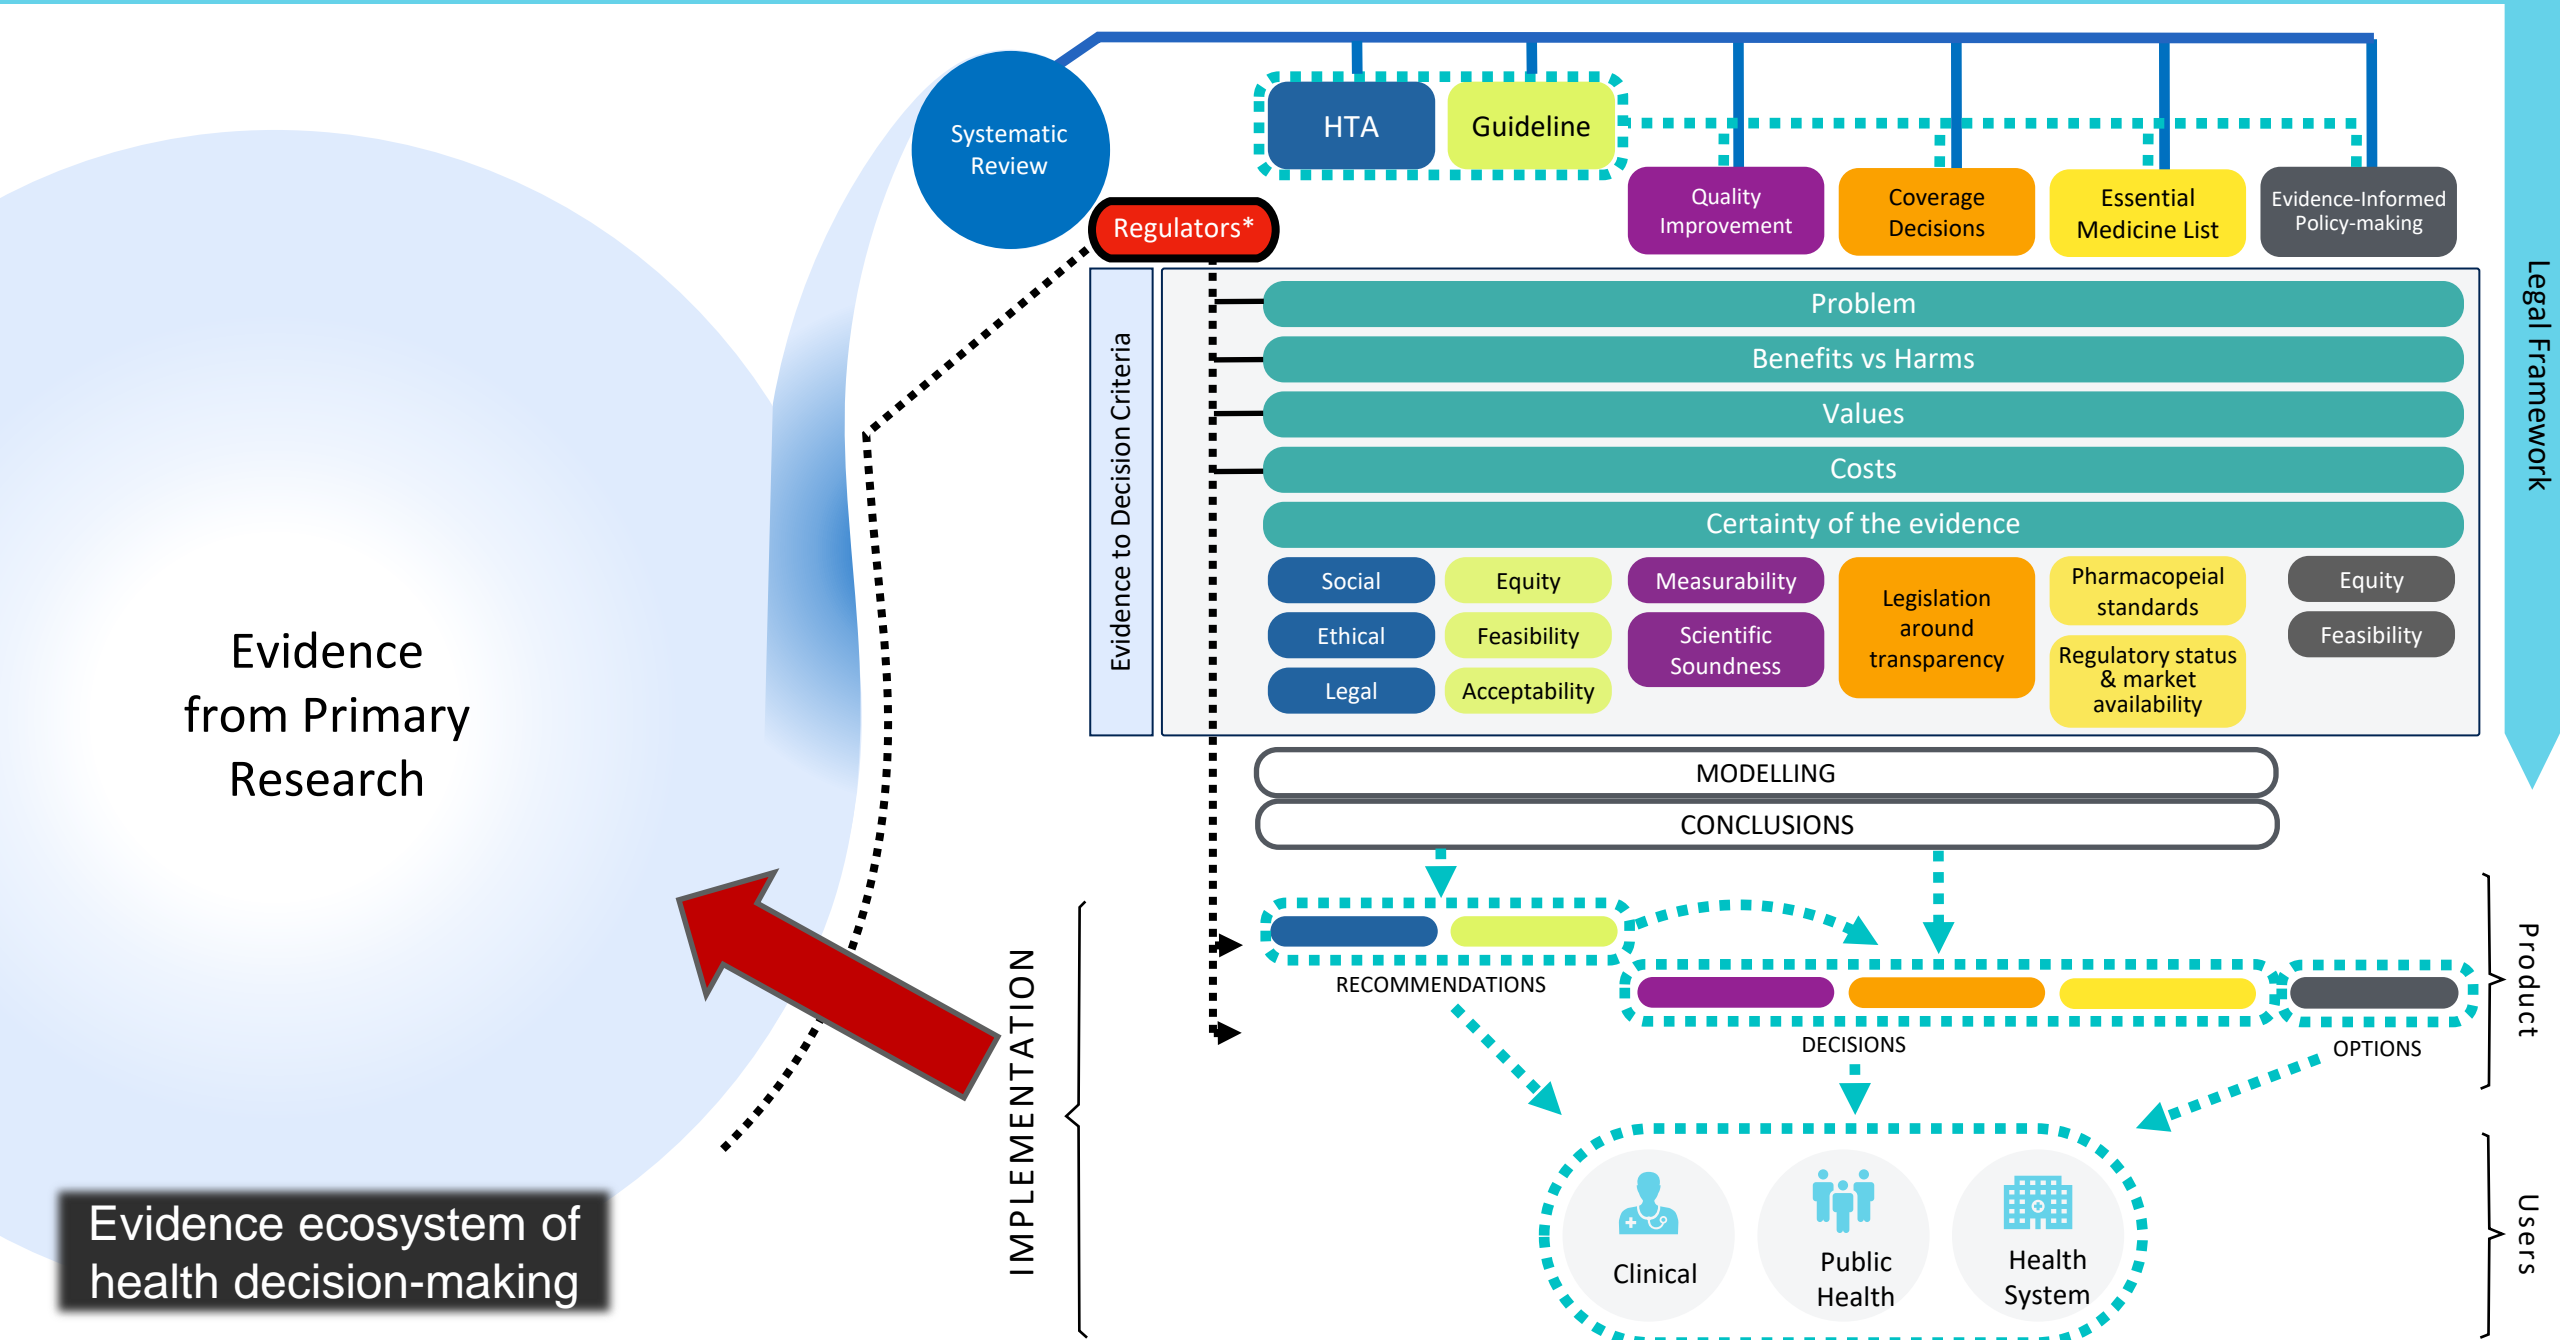 Systematic
Review
HTA
Guideline
Regulators*
Quality
Improvement
Coverage
Decisions
Essential
Medicine List
Evidence-Informed
Policy-making
Legal Framework
Evidence to Decision Criteria
Problem
Benefits vs Harms
Values
Costs
Certainty of the evidence
Social
Ethical
Legal
Equity
Feasibility
Acceptability
Measurability
Scientific
Soundness
Legislation
around
transparency
Pharmacopeial
standards
Regulatory status
& market
availability
Equity
Feasibility
Evidence
from Primary
Research
MODELLING
CONCLUSIONS
IMPLEMENTATION
RECOMMENDATIONS
DECISIONS
OPTIONS
Product
Clinical
Public
Health
Health
System
Users
Evidence ecosystem of
health decision-making